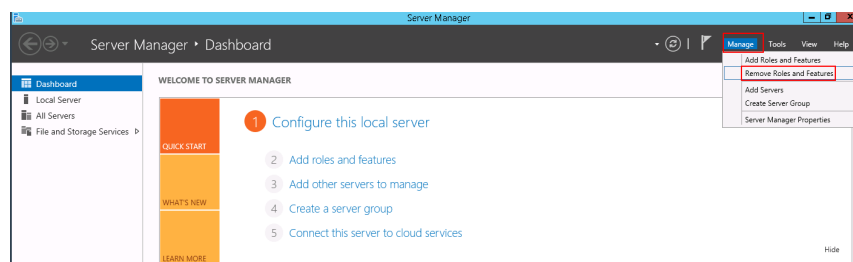 Server Manager
Server Manager • Dashboard
Manage Tools View Help
Add Roles and Features
Remove Roles and Features
Add Servers
Create Server Group
Server Manager Properties
Dashboard
Local Server
All Servers
File and Storage Services
WELCOME TO SERVER MANAGER
QUICK START
WHAT'S NEW
LEARN MORE
1 Configure this local server
2 Add roles and features
3 Add other servers to manage
4 Create a server group
5 Connect this server to cloud services
Hide